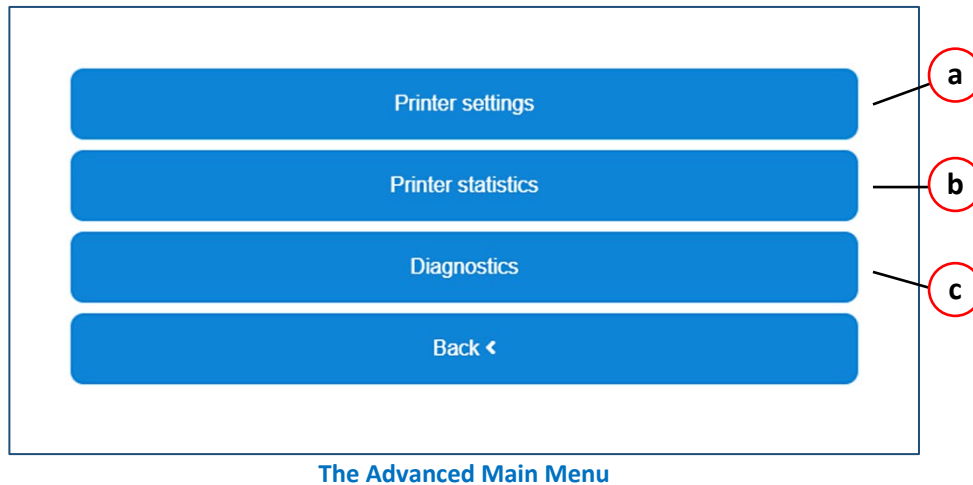 Printer settings
a
Printer statistics
b
Diagnostics
c
Back
The Advanced Main Menu